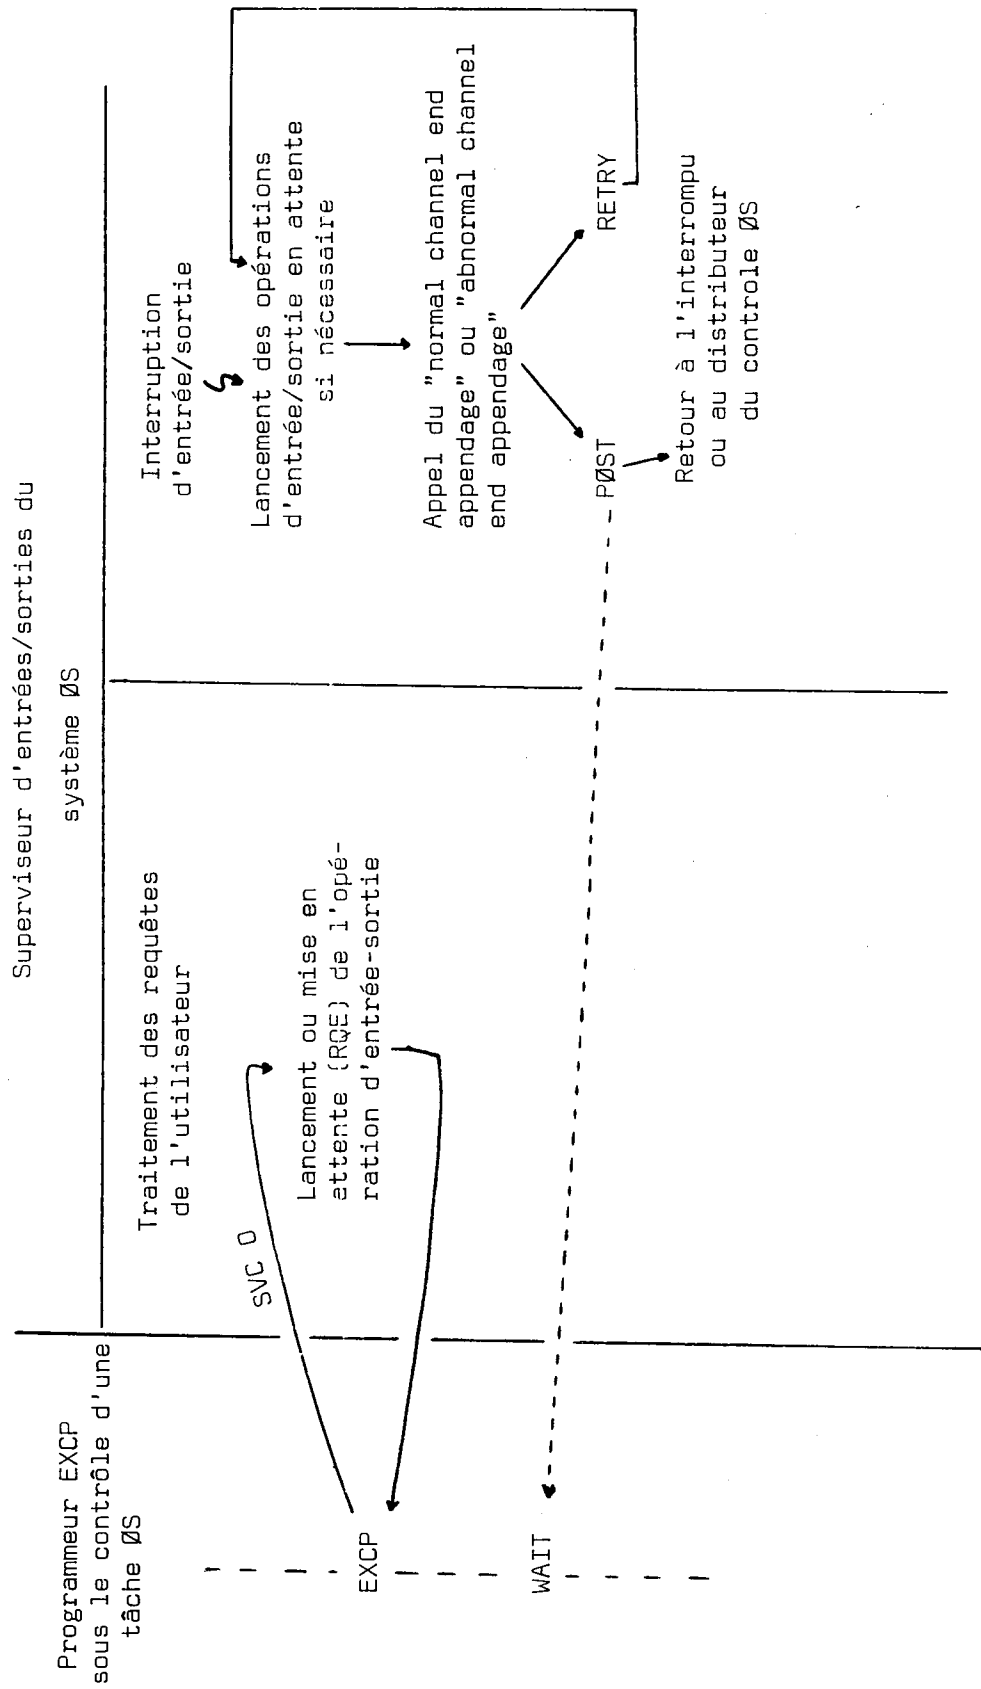 Superviseur d'entrées/sorties du
système ØS
Programmeur EXCP
sous le contrôle d'une
tâche ØS
EXCP
WAIT
SVC 0
Traitement des requêtes
de l'utilisateur
Lancement ou mise en
attente (RQE) de l'opé-
ration d'entrée-sortie
Interruption
d'entrée/sortie
Lancement des opérations
d'entrée/sortie en attente
si nécessaire
Appel du "normal channel end
appendage" ou "abnormal channel
end appendage"
PØST
RETRY
Retour à l'interrompu
ou au distributeur
du controle ØS